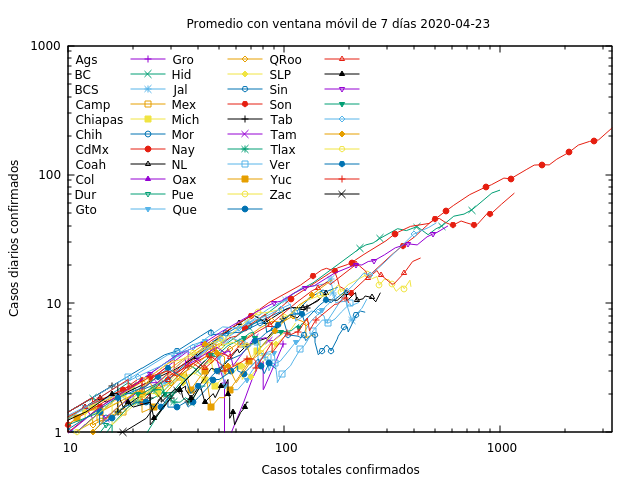 Promedio con ventana móvil de 7 días 2020-04-23
Casos diarios confirmados
1000
100
10
1
Ags Gro QRoo
BC Hid SLP
BCS Jal Sin
Camp Mex Son
Chiapas Mich Tab
Chih Mor Tam
CdMx Nay Tlax
Coah NL Ver
Col Oax Yuc
Dur Pue Zac
Gto Que
10 100 1000
Casos totales confirmados